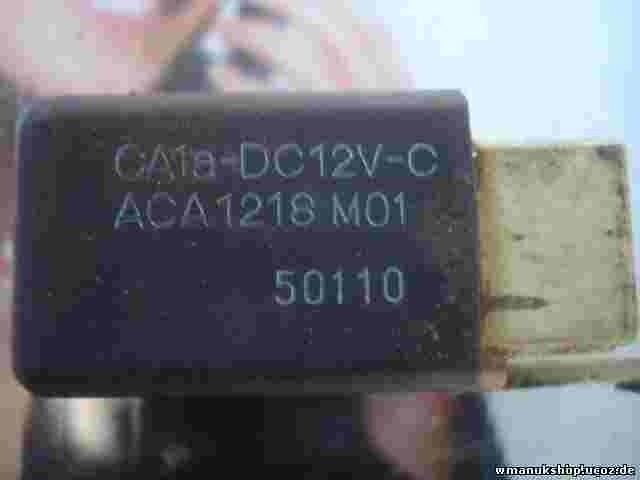 CA1a-DC12V-C
ACA1218 M01
50110
wmanukshop.ucoz.de